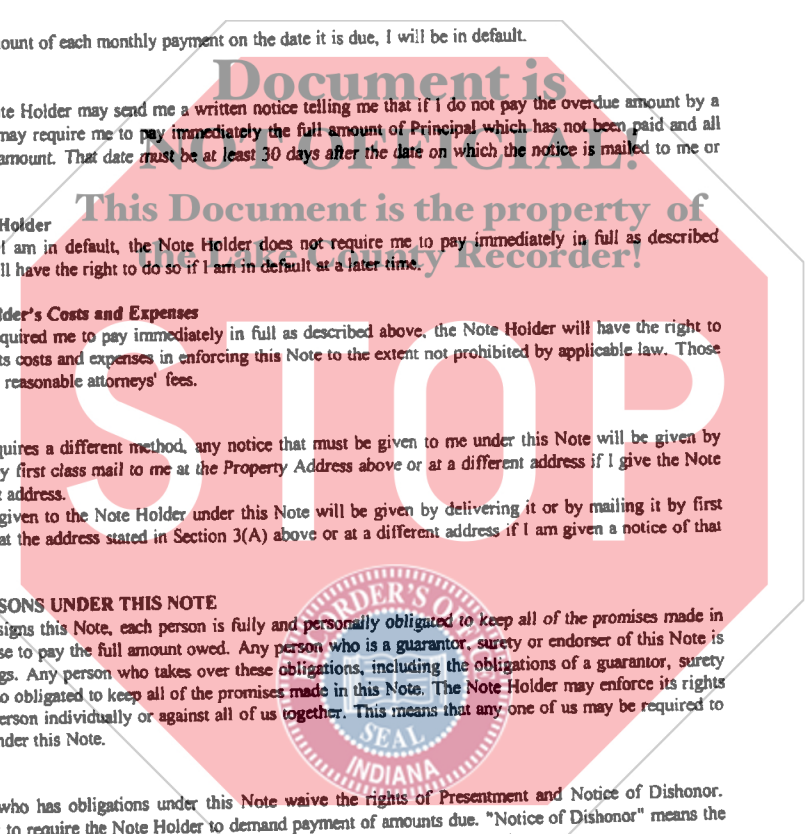 ount of each monthly payment on the date it is due, I will be in default.
Document is
te Holder may send me a written notice telling me that if I do not pay the overdue amount by a
may require me to pay immediately the full amount of Principal which has not been paid and all
NOT OFFICIAL!
amount. That date must be at least 30 days after the date on which the notice is mailed to me or
This Document is the property of
Holder
I am in default, the Note Holder does not require me to pay immediately in full as described
the Lake County Recorder!
ll have the right to do so if I am in default at a later time.
lder's Costs and Expenses
quired me to pay immediately in full as described above, the Note Holder will have the right to
ts costs and expenses in enforcing this Note to the extent not prohibited by applicable law. Those
reasonable attorneys' fees.
STOP
quires a different method, any notice that must be given to me under this Note will be given by
y first class mail to me at the Property Address above or at a different address if I give the Note
address.
given to the Note Holder under this Note will be given by delivering it or by mailing it by first
at the address stated in Section 3(A) above or at a different address if I am given a notice of that
SONS UNDER THIS NOTE
signs this Note, each person is fully and personally obligated to keep all of the promises made in
se to pay the full amount owed. Any person who is a guarantor, surety or endorser of this Note is
gs. Any person who takes over these obligations, including the obligations of a guarantor, surety
o obligated to keep all of the promises made in this Note. The Note Holder may enforce its rights
erson individually or against all of us together. This means that any one of us may be required to
nder this Note.
RECORDER'S OFFICE
SEAL
INDIANA
who has obligations under this Note waive the rights of Presentment and Notice of Dishonor.
to require the Note Holder to demand payment of amounts due. "Notice of Dishonor" means the